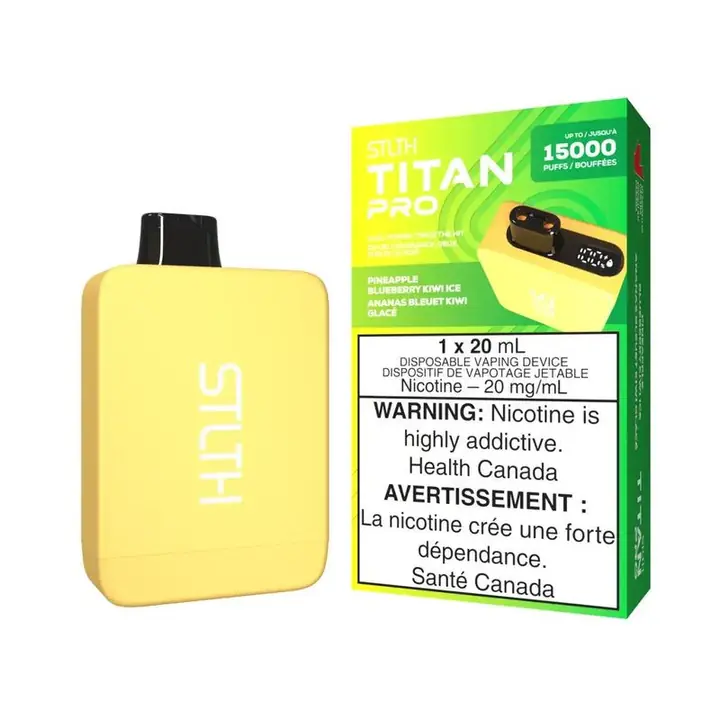 STLTH
STLTH
TITAN
PRO
UP TO / JUSQU'À
15000
PUFFS / BOUFFÉES
PINEAPPLE
BLUEBERRY KIWI ICE
ANANAS BLEUET KIWI
GLACÉ
1 x 20 mL
DISPOSABLE VAPING DEVICE
DISPOSITIF DE VAPOTAGE JETABLE
Nicotine – 20 mg/mL
WARNING: Nicotine is
highly addictive.
Health Canada
AVERTISSEMENT :
La nicotine crée une forte
dépendance.
Santé Canada